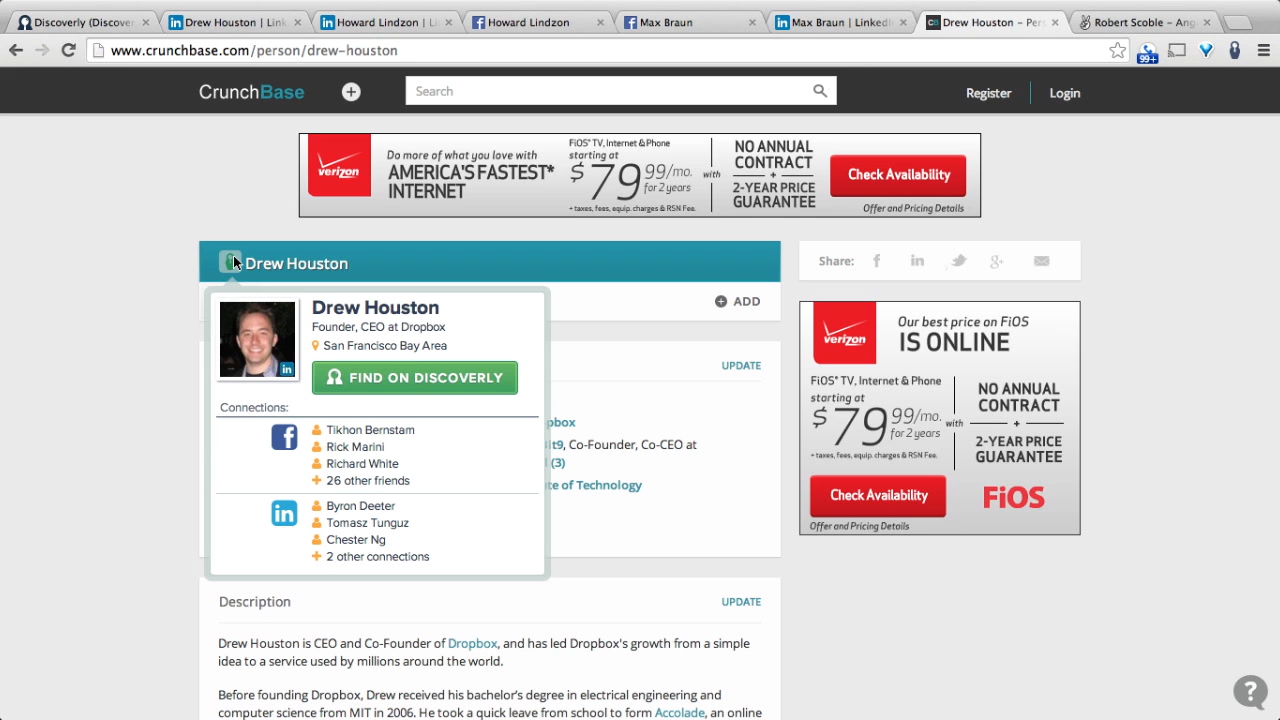 Discoverly (Discover
Drew Houston | Link
Howard Lindzon | L
Howard Lindzon
Max Braun
Max Braun | LinkedI
Drew Houston – Per
Robert Scoble – Ang
www.crunchbase.com/person/drew-houston
99+
CrunchBase
Search
Register
Login
verizon
Do more of what you love with
AMERICA'S FASTEST*
INTERNET
FiOS® TV, Internet & Phone
starting at
$79.99/mo.
for 2 years
+ taxes, fees, equip. charges & RSN Fee.
with
NO ANNUAL
CONTRACT
+
2-YEAR PRICE
GUARANTEE
Check Availability
Offer and Pricing Details
Drew Houston
Share:
ADD
Drew Houston
Founder, CEO at Dropbox
San Francisco Bay Area
FIND ON DISCOVERLY
Connections:
Tikhon Bernstam
Rick Marini
Richard White
26 other friends
Byron Deeter
Tomasz Tunguz
Chester Ng
2 other connections
UPDATE
pbox
it9, Co-Founder, Co-CEO at
(3)
te of Technology
verizon
Our best price on FiOS
IS ONLINE
FiOS® TV, Internet & Phone
starting at
$79.99/mo.
for 2 years
+ taxes, fees, equip. charges & RSN Fee.
with
NO ANNUAL
CONTRACT
+
2-YEAR PRICE
GUARANTEE
Check Availability
FiOS
Offer and Pricing Details
Description
UPDATE
Drew Houston is CEO and Co-Founder of Dropbox, and has led Dropbox's growth from a simple
idea to a service used by millions around the world.
Before founding Dropbox, Drew received his bachelor's degree in electrical engineering and
computer science from MIT in 2006. He took a quick leave from school to form Accolade, an online